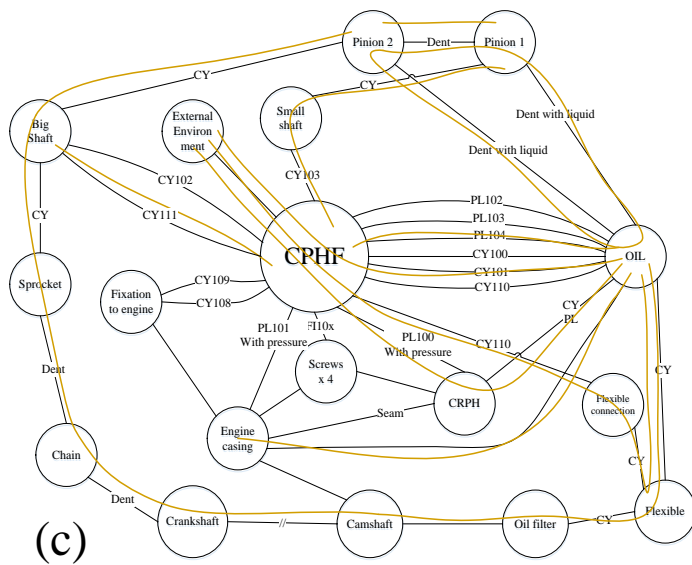 Pinion 2
Dent
Pinion 1
CY
CY
Small
shaft
External
Environ
ment
Big
Shaft
Dent with liquid
Dent with liquid
CY102
CY103
CY111
PL102
PL103
PL104
CY100
CY101
CY110
CPHF
OIL
CY
Sprocket
Fixation
to engine
CY109
CY108
PL101
With pressure
PL100
With pressure
CY110
CY
PL
Screws
x 4
CRPH
Flexible
connection
CY
Dent
Seam
Engine
casing
Chain
CY
Dent
Crankshaft
//
Camshaft
Oil filter
CY
Flexible
(c)